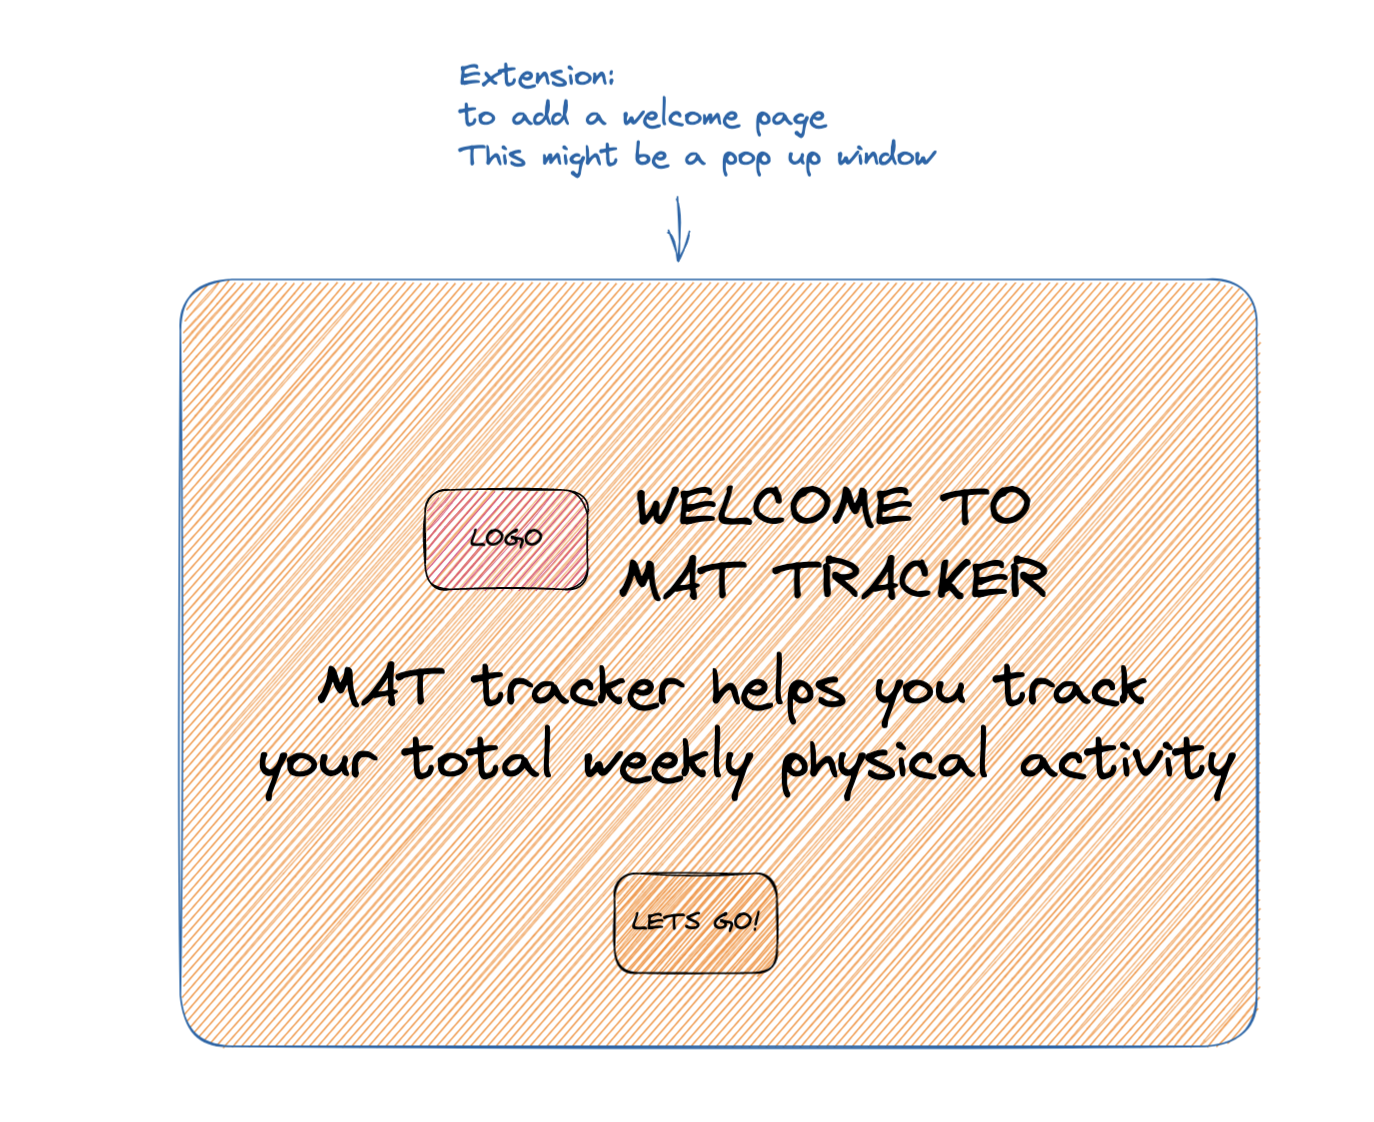 Extension:
to add a welcome page
This might be a pop up window
LOGO
WELCOME TO
MAT TRACKER
MAT tracker helps you track
your total weekly physical activity
LETS GO!